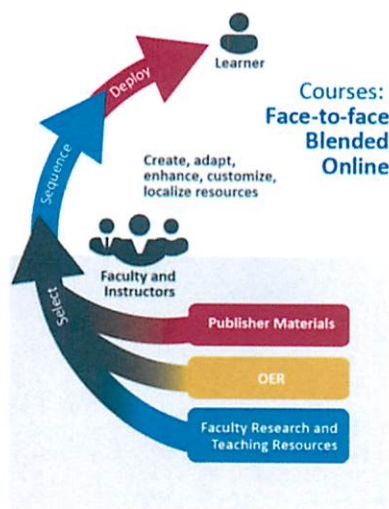 Deploy
Learner
Courses:
Face-to-face
Blended
Online
Sequence
Create, adapt,
enhance, customize,
localize resources
Faculty and
Instructors
Select
Publisher Materials
OER
Faculty Research and
Teaching Resources